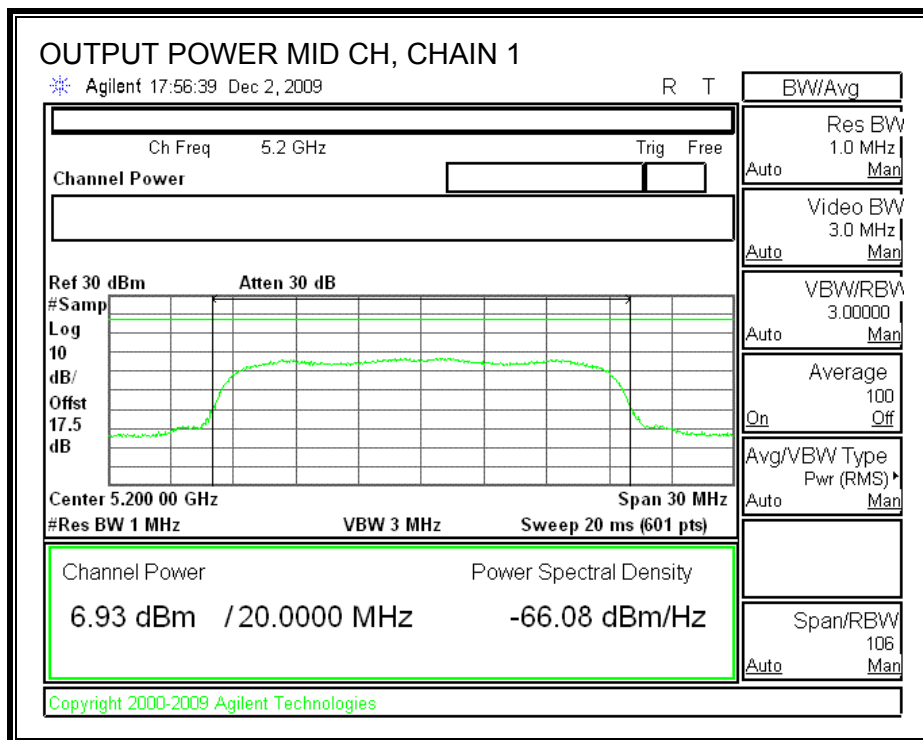 OUTPUT POWER MID CH, CHAIN 1
Agilent 17:56:39 Dec 2, 2009 R T
Ch Freq 5.2 GHz Trig Free
Channel Power
Ref 30 dBm Atten 30 dB
#Samp
Log
10
dB/
Offst
17.5
dB
Center 5.200 00 GHz Span 30 MHz
#Res BW 1 MHz VBW 3 MHz Sweep 20 ms (601 pts)
Channel Power Power Spectral Density
6.93 dBm / 20.0000 MHz -66.08 dBm/Hz
Copyright 2000-2009 Agilent Technologies
BW/Avg
Res BW
1.0 MHz
Auto Man
Video BW
3.0 MHz
Auto Man
VBW/RBW
3.00000
Auto Man
Average
100
On Off
Avg/VBW Type
Pwr (RMS)
Auto Man
Span/RBW
106
Auto Man